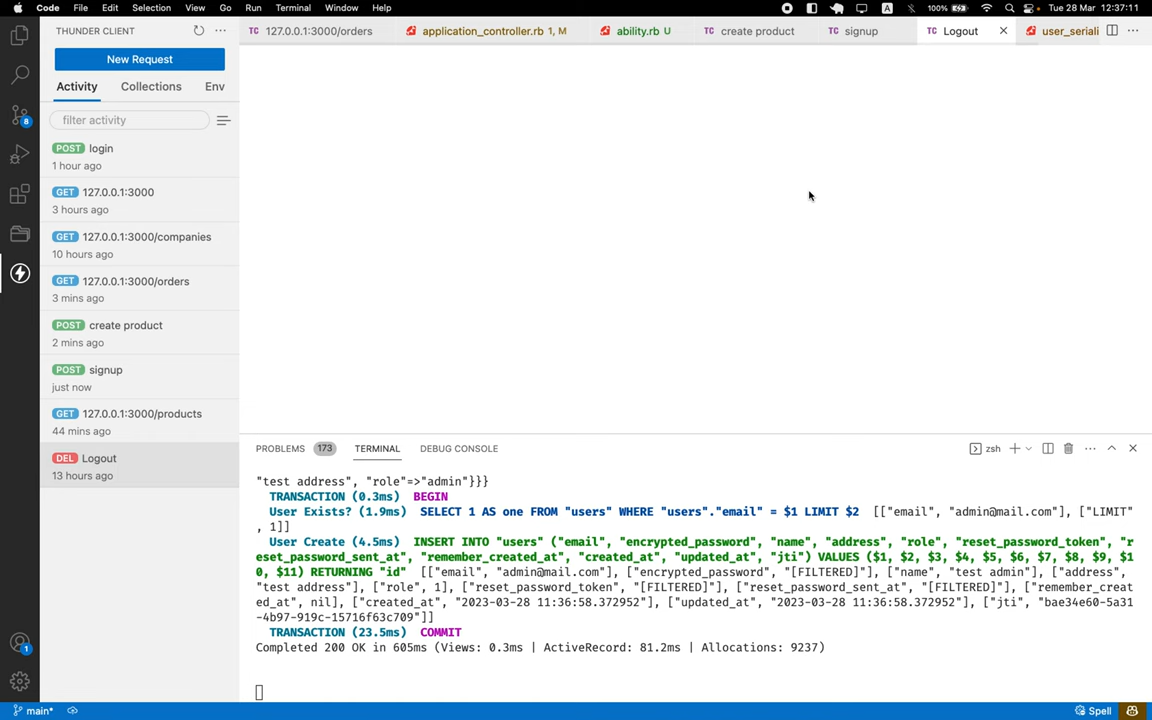 Code File Edit Selection View Go Run Terminal Window Help A 100% Tue 28 Mar 12:37:11
THUNDER CLIENT
TC 127.0.0.1:3000/orders application_controller.rb 1, M ability.rb U TC create product TC signup TC Logout user_seriali
New Request
Activity Collections Env
filter activity
POST login
1 hour ago
GET 127.0.0.1:3000
3 hours ago
GET 127.0.0.1:3000/companies
10 hours ago
GET 127.0.0.1:3000/orders
3 mins ago
POST create product
2 mins ago
POST signup
just now
GET 127.0.0.1:3000/products
44 mins ago
DEL Logout
13 hours ago
8
1
PROBLEMS 173 TERMINAL DEBUG CONSOLE zsh
"test address", "role"=>"admin"}}}
TRANSACTION (0.3ms) BEGIN
User Exists? (1.9ms) SELECT 1 AS one FROM "users" WHERE "users"."email" = $1 LIMIT $2 [["email", "admin@mail.com"], ["LIMIT"
, 1]]
User Create (4.5ms) INSERT INTO "users" ("email", "encrypted_password", "name", "address", "role", "reset_password_token", "r
eset_password_sent_at", "remember_created_at", "created_at", "updated_at", "jti") VALUES ($1, $2, $3, $4, $5, $6, $7, $8, $9, $1
0, $11) RETURNING "id" [["email", "admin@mail.com"], ["encrypted_password", "[FILTERED]"], ["name", "test admin"], ["address",
"test address"], ["role", 1], ["reset_password_token", "[FILTERED]"], ["reset_password_sent_at", "[FILTERED]"], ["remember_creat
ed_at", nil], ["created_at", "2023-03-28 11:36:58.372952"], ["updated_at", "2023-03-28 11:36:58.372952"], ["jti", "bae34e60-5a31
-4b97-919c-15716f63c709"]]
TRANSACTION (23.5ms) COMMIT
Completed 200 OK in 605ms (Views: 0.3ms | ActiveRecord: 81.2ms | Allocations: 9237)
main* Spell